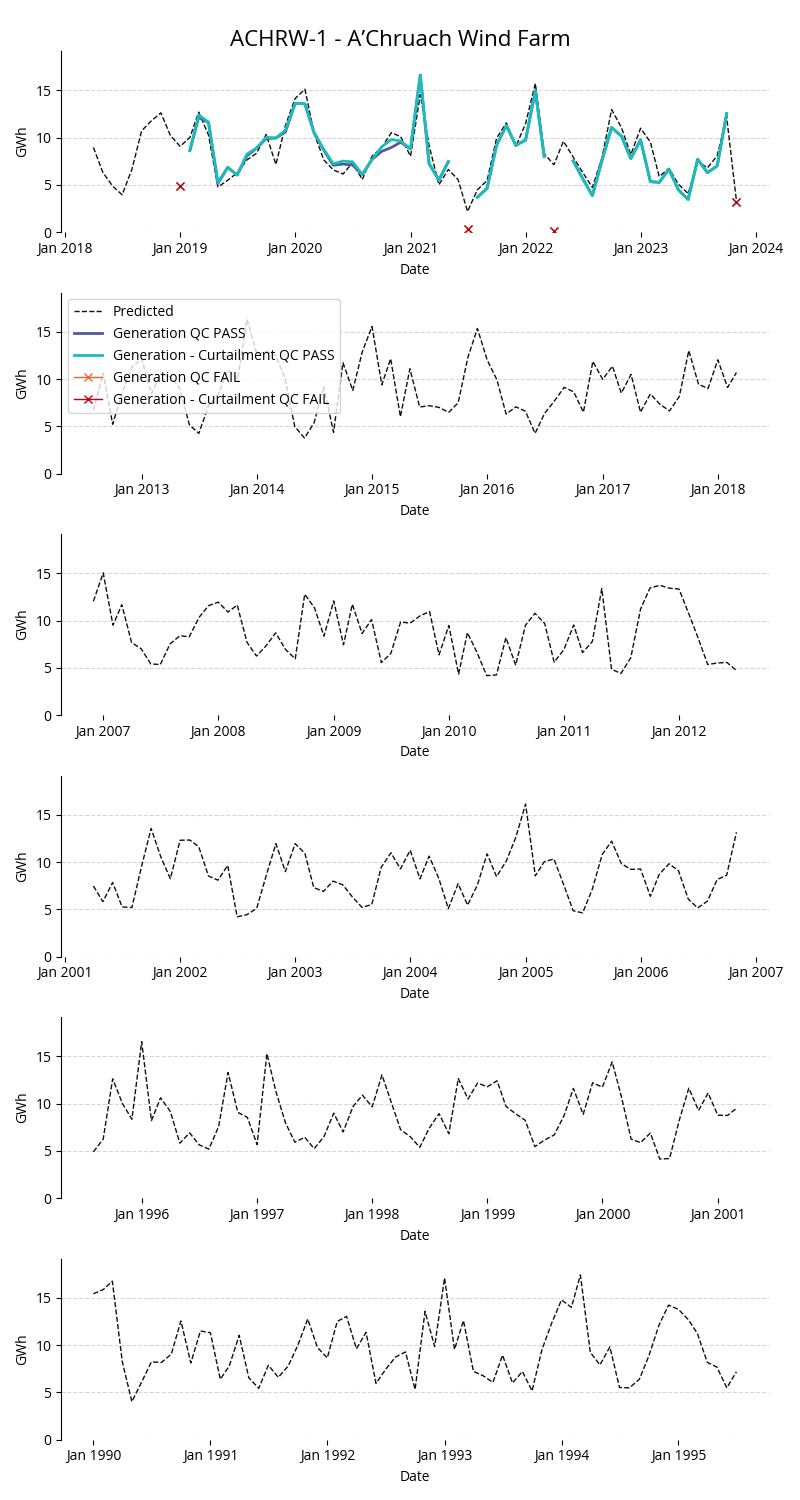 ACHRW-1 - A’Chruach Wind Farm
GWh
15
10
5
0
Jan 2018 Jan 2019 Jan 2020 Jan 2021 Jan 2022 Jan 2023 Jan 2024
Date
GWh
15
10
5
0
Predicted
Generation QC PASS
Generation - Curtailment QC PASS
Generation QC FAIL
Generation - Curtailment QC FAIL
Jan 2013 Jan 2014 Jan 2015 Jan 2016 Jan 2017 Jan 2018
Date
GWh
15
10
5
0
Jan 2007 Jan 2008 Jan 2009 Jan 2010 Jan 2011 Jan 2012
Date
GWh
15
10
5
0
Jan 2001 Jan 2002 Jan 2003 Jan 2004 Jan 2005 Jan 2006 Jan 2007
Date
GWh
15
10
5
0
Jan 1996 Jan 1997 Jan 1998 Jan 1999 Jan 2000 Jan 2001
Date
GWh
15
10
5
0
Jan 1990 Jan 1991 Jan 1992 Jan 1993 Jan 1994 Jan 1995
Date